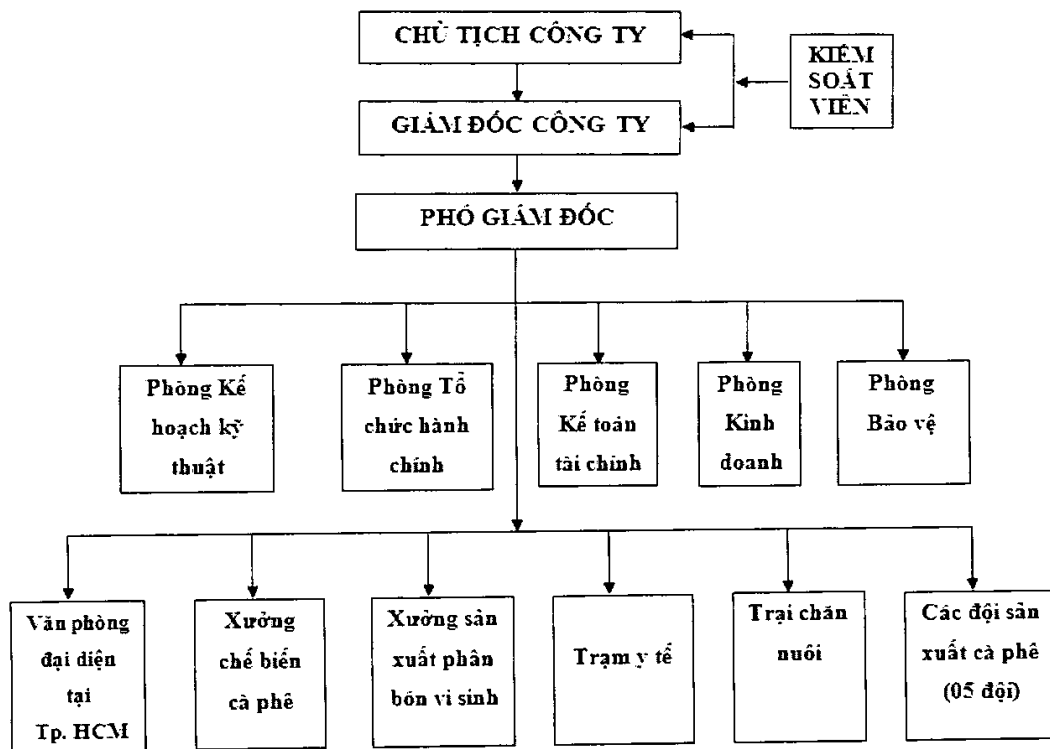 CHỦ TỊCH CÔNG TY
KIỂM
SOÁT
VIÊN
GIÁM ĐỐC CÔNG TY
PHÓ GIÁM ĐỐC
Phòng Kế
hoạch kỹ
thuật
Phòng Tổ
chức hành
chính
Phòng
Kế toán
tài chính
Phòng
Kinh
doanh
Phòng
Bảo vệ
Văn phòng
đại diện
tại
Tp. HCM
Xưởng
chế biến
cà phê
Xưởng sản
xuất phân
bón vi sinh
Trạm y tế
Trại chăn
nuôi
Các đội sản
xuất cà phê
(05 đội)